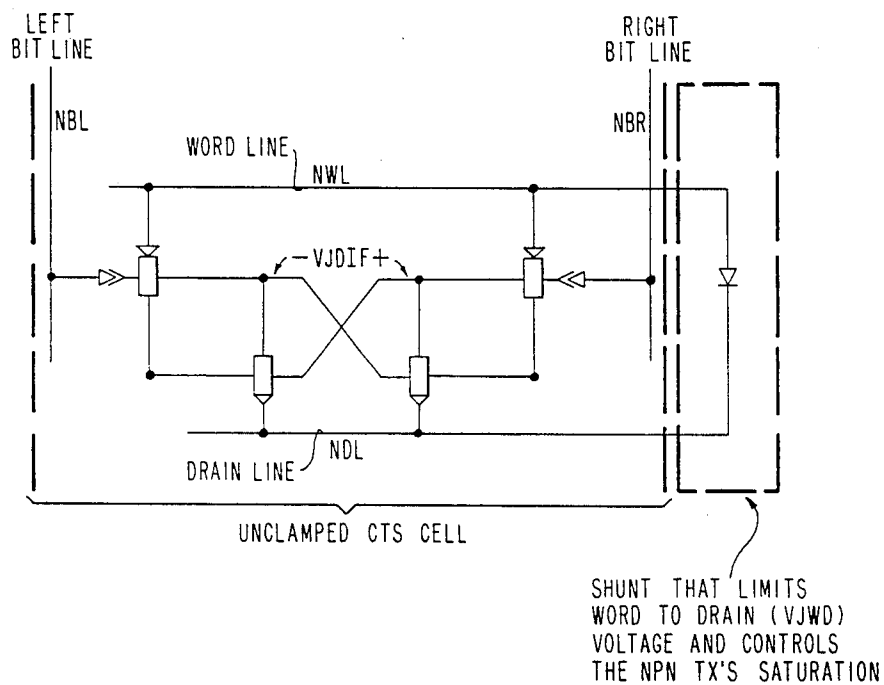 LEFT
BIT LINE
RIGHT
BIT LINE
NBL
NBR
WORD LINE
NWL
-VJDIF+
NDL
DRAIN LINE
UNCLAMPED CTS CELL
SHUNT THAT LIMITS
WORD TO DRAIN (VJWD)
VOLTAGE AND CONTROLS
THE NPN TX'S SATURATION